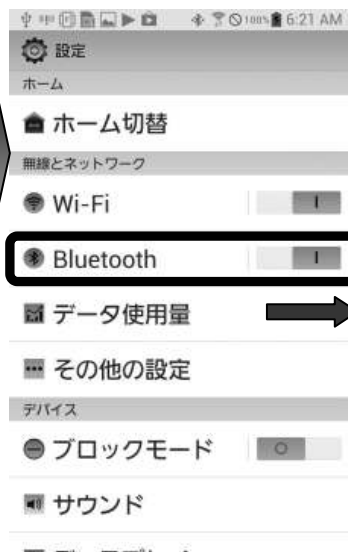 100% 6:21 AM
設定
ホーム
ホーム切替
無線とネットワーク
Wi-Fi
Bluetooth
データ使用量
その他の設定
デバイス
ブロックモード
サウンド